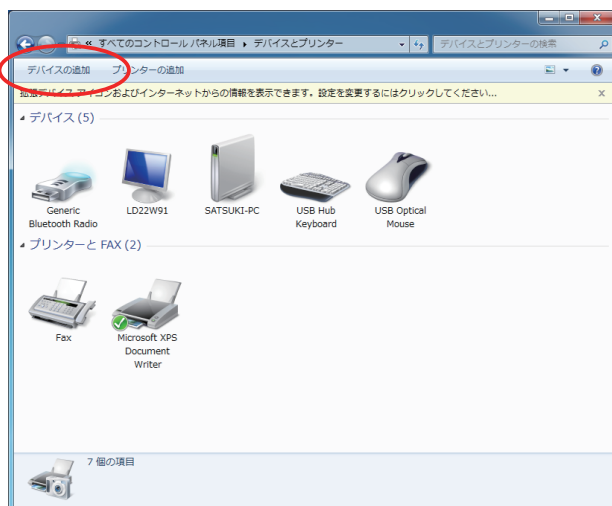 « すべてのコントロール パネル項目 ▸ デバイスとプリンター
デバイスとプリンターの検索
デバイスの追加 プリンターの追加
拡張デバイス アイコンおよびインターネットからの情報を表示できます。設定を変更するにはクリックしてください...
デバイス (5)
Generic
Bluetooth Radio
LD22W91
SATSUKI-PC
USB Hub
Keyboard
USB Optical
Mouse
プリンターと FAX (2)
Fax
Microsoft XPS
Document
Writer
7 個の項目